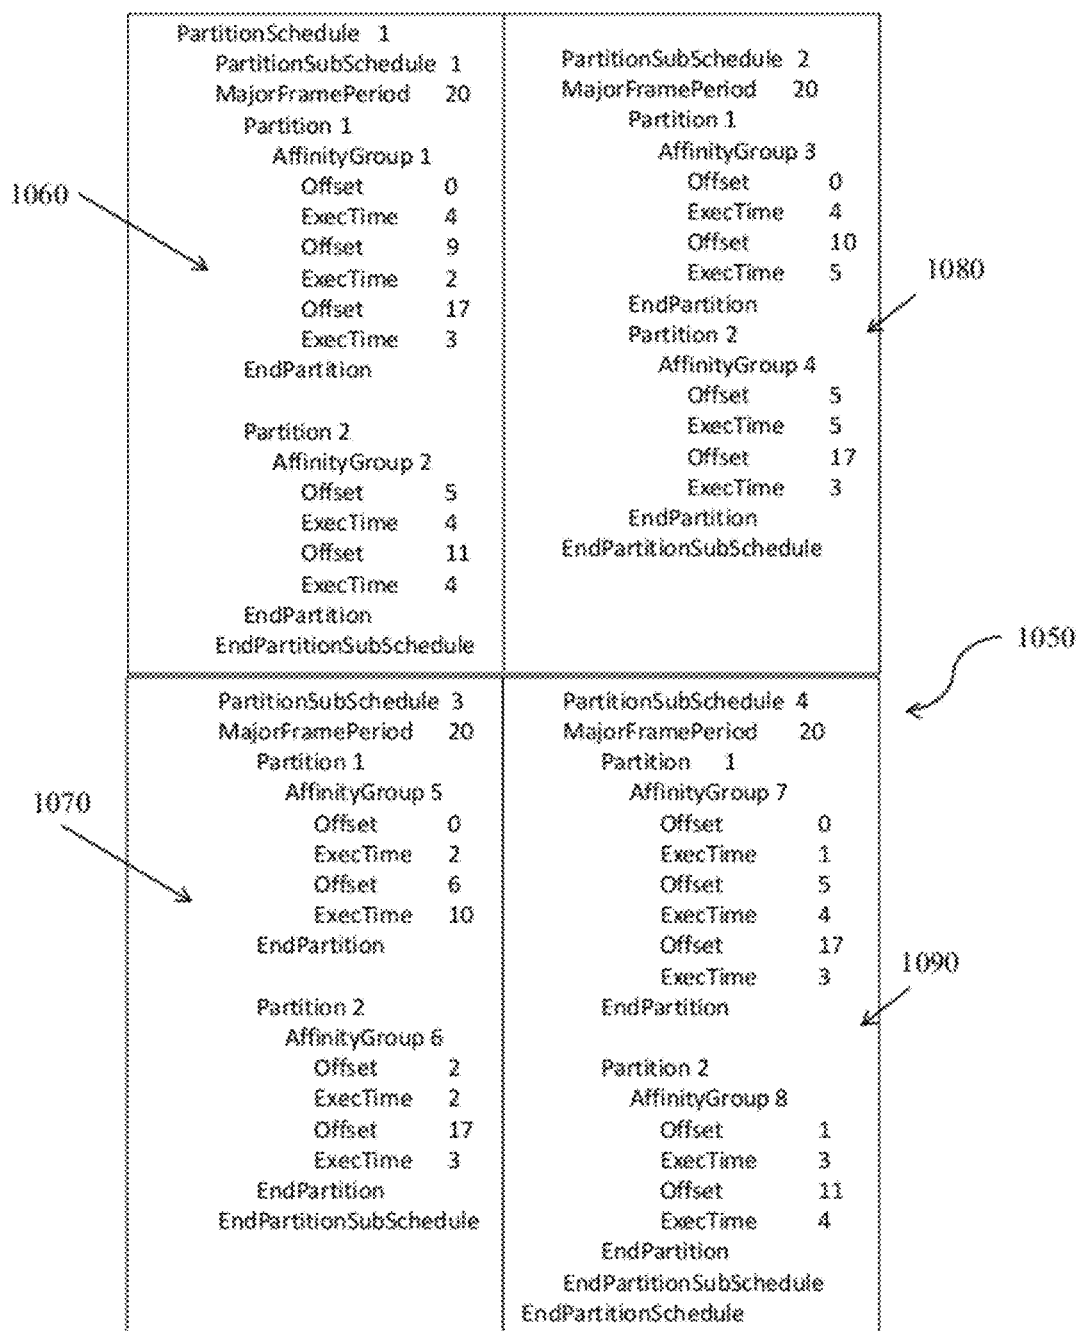 PartitionSchedule 1
PartitionSubSchedule 1
MajorFramePeriod 20
Partition 1
AffinityGroup 1
Offset 0
ExecTime 4
Offset 9
ExecTime 2
Offset 17
ExecTime 3
EndPartition
Partition 2
AffinityGroup 2
Offset 5
ExecTime 4
Offset 11
ExecTime 4
EndPartition
EndPartitionSubSchedule
1060
PartitionSubSchedule 2
MajorFramePeriod 20
Partition 1
AffinityGroup 3
Offset 0
ExecTime 4
Offset 10
ExecTime 5
EndPartition
Partition 2
AffinityGroup 4
Offset 5
ExecTime 5
Offset 17
ExecTime 3
EndPartition
EndPartitionSubSchedule
1080
1050
PartitionSubSchedule 3
MajorFramePeriod 20
Partition 1
AffinityGroup 5
Offset 0
ExecTime 2
Offset 6
ExecTime 10
EndPartition
Partition 2
AffinityGroup 6
Offset 2
ExecTime 2
Offset 17
ExecTime 3
EndPartition
EndPartitionSubSchedule
1070
PartitionSubSchedule 4
MajorFramePeriod 20
Partition 1
AffinityGroup 7
Offset 0
ExecTime 1
Offset 5
ExecTime 4
Offset 17
ExecTime 3
EndPartition
Partition 2
AffinityGroup 8
Offset 1
ExecTime 3
Offset 11
ExecTime 4
EndPartition
EndPartitionSubSchedule
EndPartitionSchedule
1090